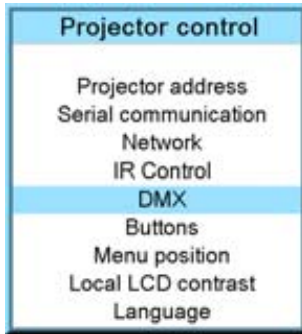 Projector control
Projector address
Serial communication
Network
IR Control
DMX
Buttons
Menu position
Local LCD contrast
Language